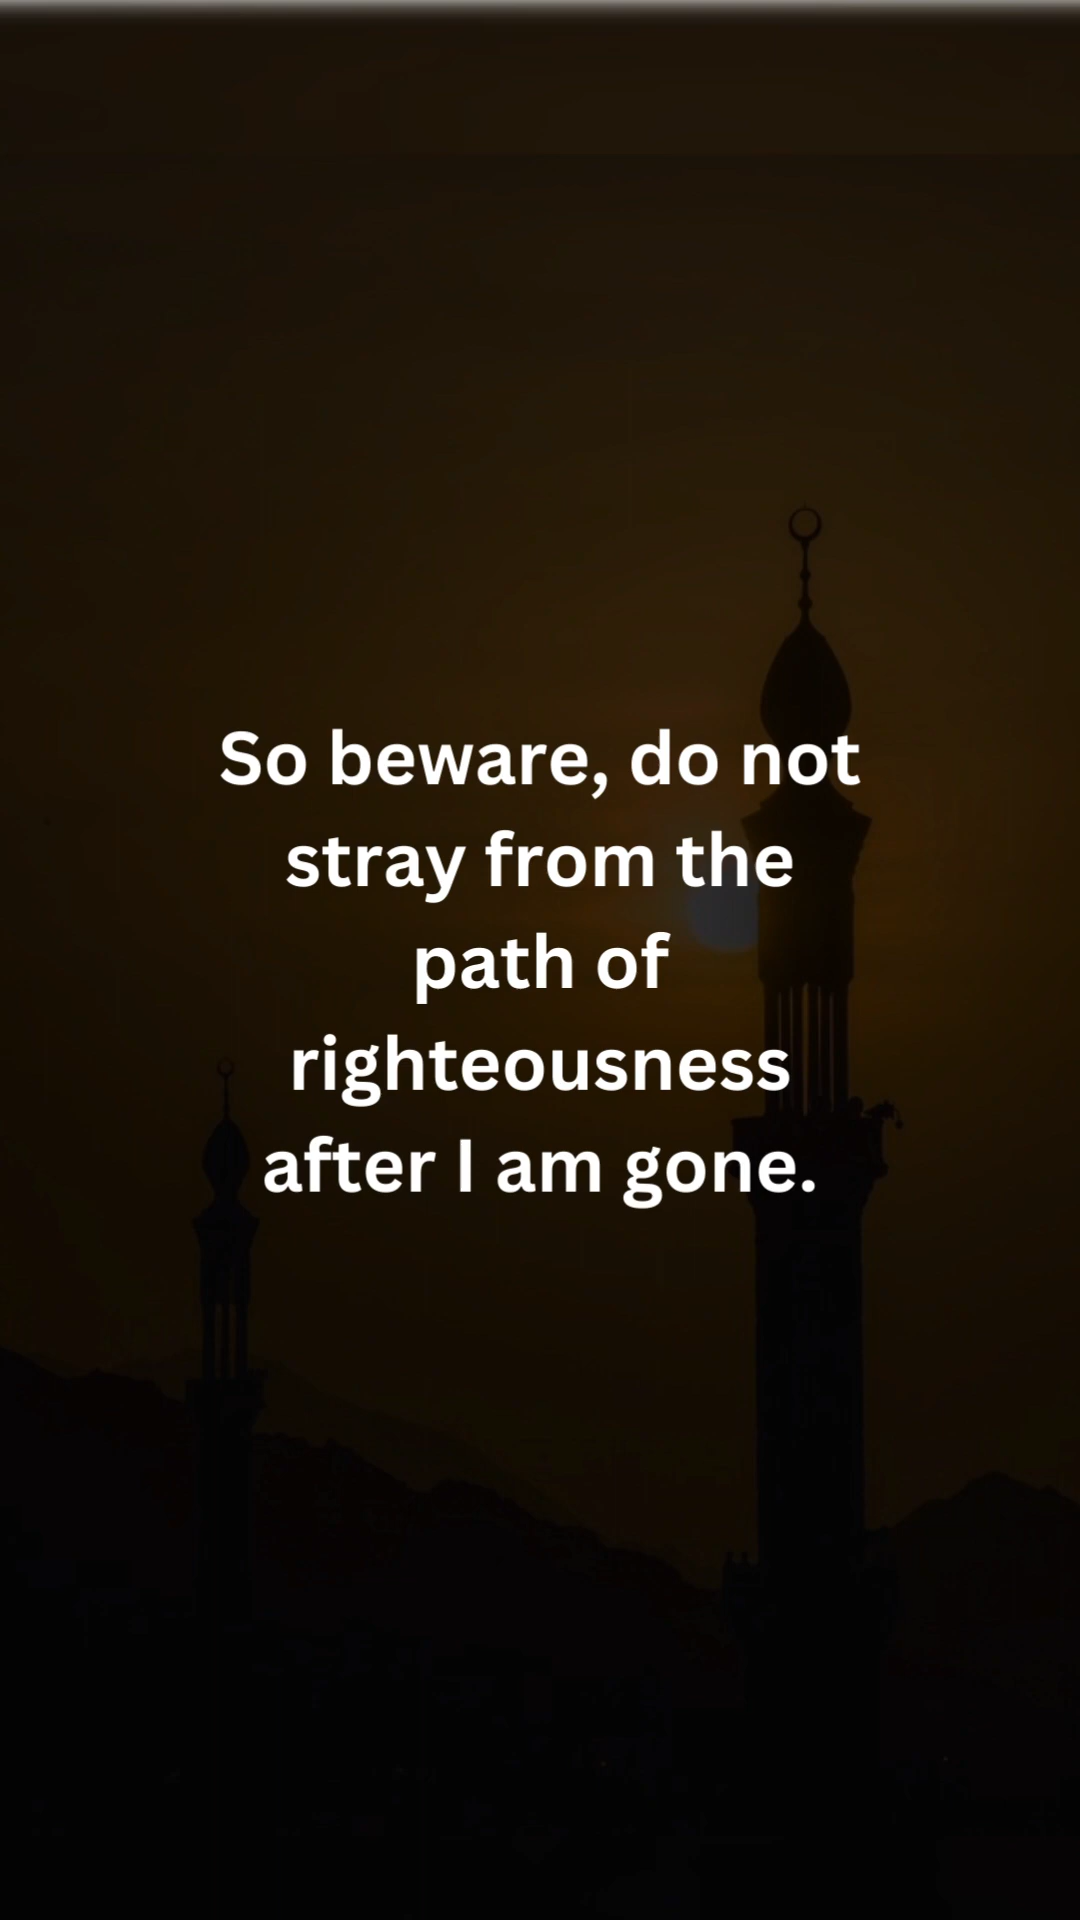 So beware, do not
stray from the
path of
righteousness
after I am gone.